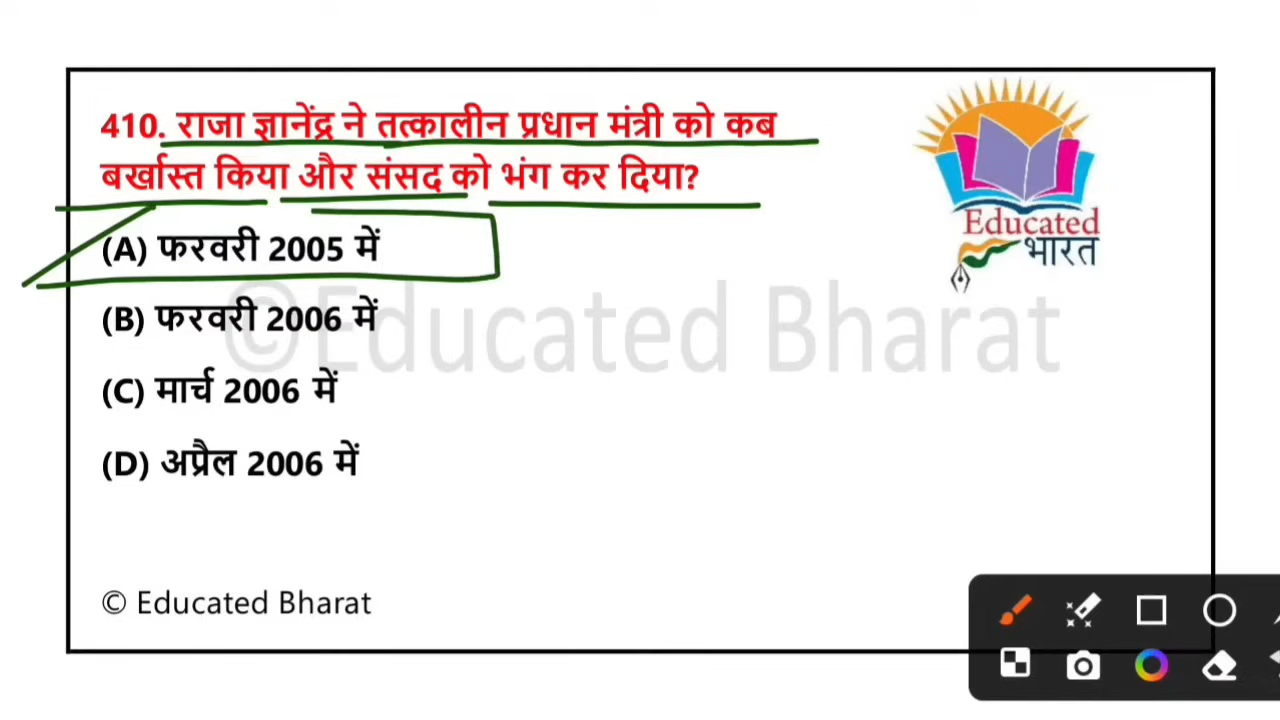 410. राजा ज्ञानेंद्र ने तत्कालीन प्रधान मंत्री को कब
बर्खास्त किया और संसद को भंग कर दिया?
(A) फरवरी 2005 में
(B) फरवरी 2006 में
(C) मार्च 2006 में
(D) अप्रैल 2006 में
Educated
भारत
©Educated Bharat
© Educated Bharat